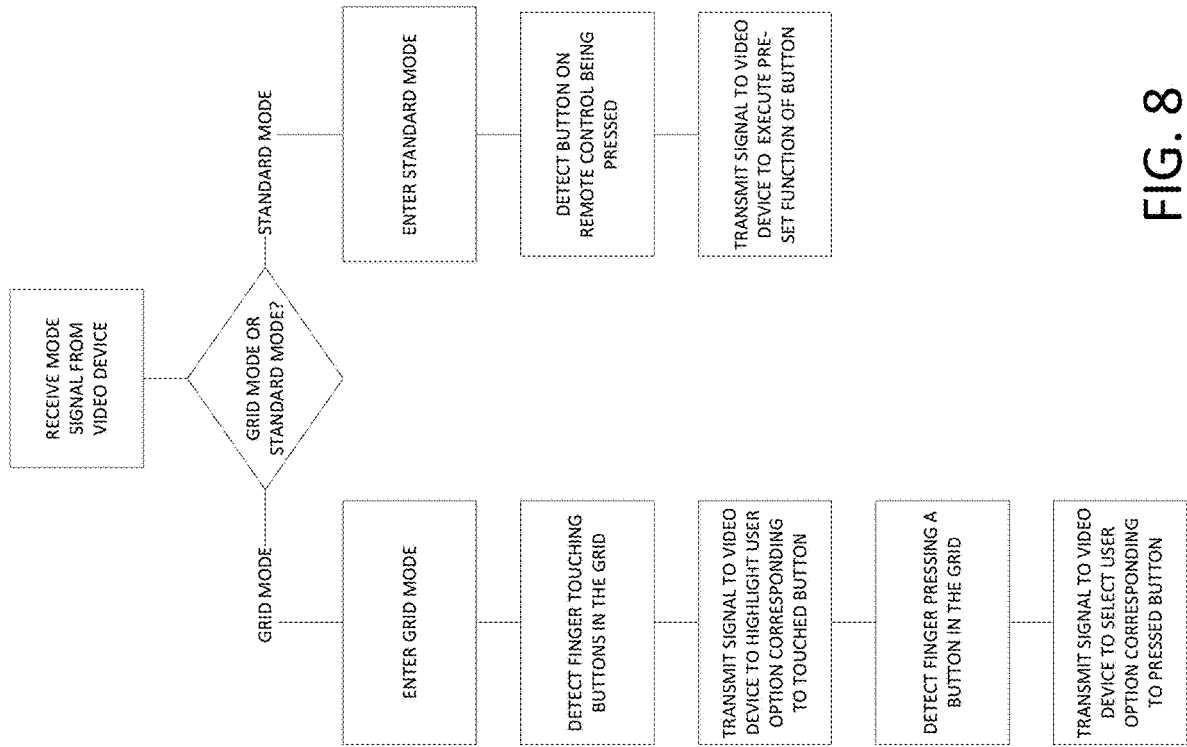 RECEIVE MODE
SIGNAL FROM
VIDEO DEVICE
GRID MODE OR
STANDARD MODE?
GRID MODE
STANDARD MODE
ENTER GRID MODE
DETECT FINGER TOUCHING
BUTTONS IN THE GRID
TRANSMIT SIGNAL TO VIDEO
DEVICE TO HIGHLIGHT USER
OPTION CORRESPONDING
TO TOUCHED BUTTON
DETECT FINGER PRESSING A
BUTTON IN THE GRID
TRANSMIT SIGNAL TO VIDEO
DEVICE TO SELECT USER
OPTION CORRESPONDING
TO PRESSED BUTTON
ENTER STANDARD MODE
DETECT BUTTON ON
REMOTE CONTROL BEING
PRESSED
TRANSMIT SIGNAL TO VIDEO
DEVICE TO EXECUTE PRE-
SET FUNCTION OF BUTTON
FIG. 8